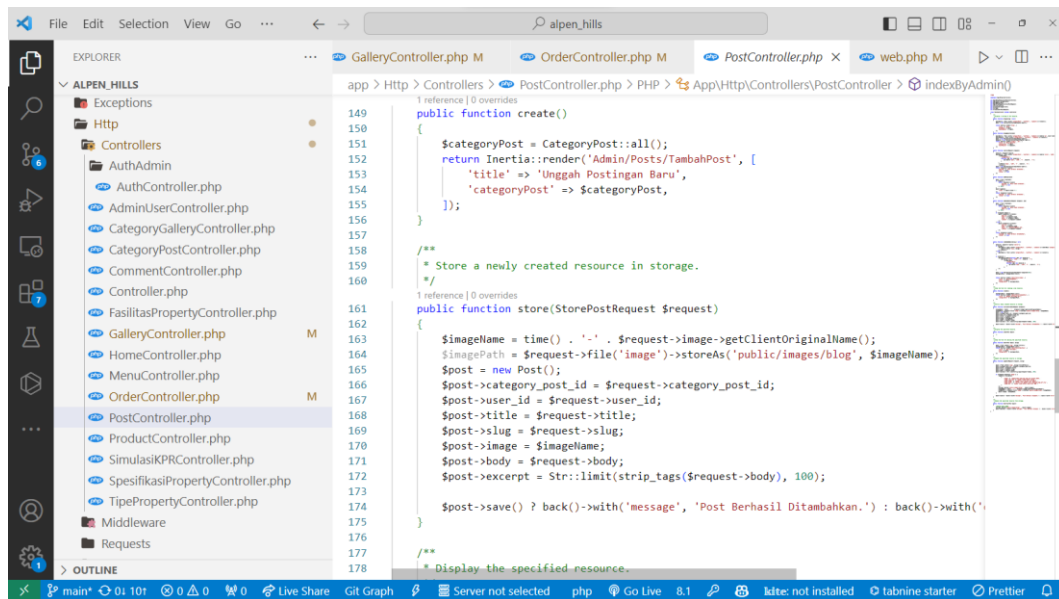 File Edit Selection View Go ··· ← → alpen_hills
EXPLORER ···
GalleryController.php M OrderController.php M PostController.php × web.php M ···
ALPEN_HILLS
app > Http > Controllers > PostController.php > PHP > App\Http\Controllers\PostController > indexByAdmin()
Exceptions
Http
Controllers
AuthAdmin
AuthController.php
AdminUserController.php
CategoryGalleryController.php
CategoryPostController.php
CommentController.php
Controller.php
FasilitasPropertyController.php
GalleryController.php M
HomeController.php
MenuController.php
OrderController.php M
PostController.php
ProductController.php
SimulasiKPRController.php
SpesifikasiPropertyController.php
TipePropertyController.php
Middleware
Requests
OUTLINE
6
7
1
1 reference | 0 overrides
149 public function create()
150 {
151 $categoryPost = CategoryPost::all();
152 return Inertia::render('Admin/Posts/TambahPost', [
153 'title' => 'Unggah Postingan Baru',
154 'categoryPost' => $categoryPost,
155 ]);
156 }
157
158 /**
159 * Store a newly created resource in storage.
160 */
1 reference | 0 overrides
161 public function store(StorePostRequest $request)
162 {
163 $imageName = time() . '-' . $request->image->getClientOriginalName();
164 $imagePath = $request->file('image')->storeAs('public/images/blog', $imageName);
165 $post = new Post();
166 $post->category_post_id = $request->category_post_id;
167 $post->user_id = $request->user_id;
168 $post->title = $request->title;
169 $post->slug = $request->slug;
170 $post->image = $imageName;
171 $post->body = $request->body;
172 $post->excerpt = Str::limit(strip_tags($request->body), 100);
173
174 $post->save() ? back()->with('message', 'Post Berhasil Ditambahkan.') : back()->with('
175 }
176
177 /**
178 * Display the specified resource.
main* 0↓ 10↑ 0 0 0 Live Share Git Graph Server not selected php Go Live 8.1 kite: not installed tabnine starter Prettier